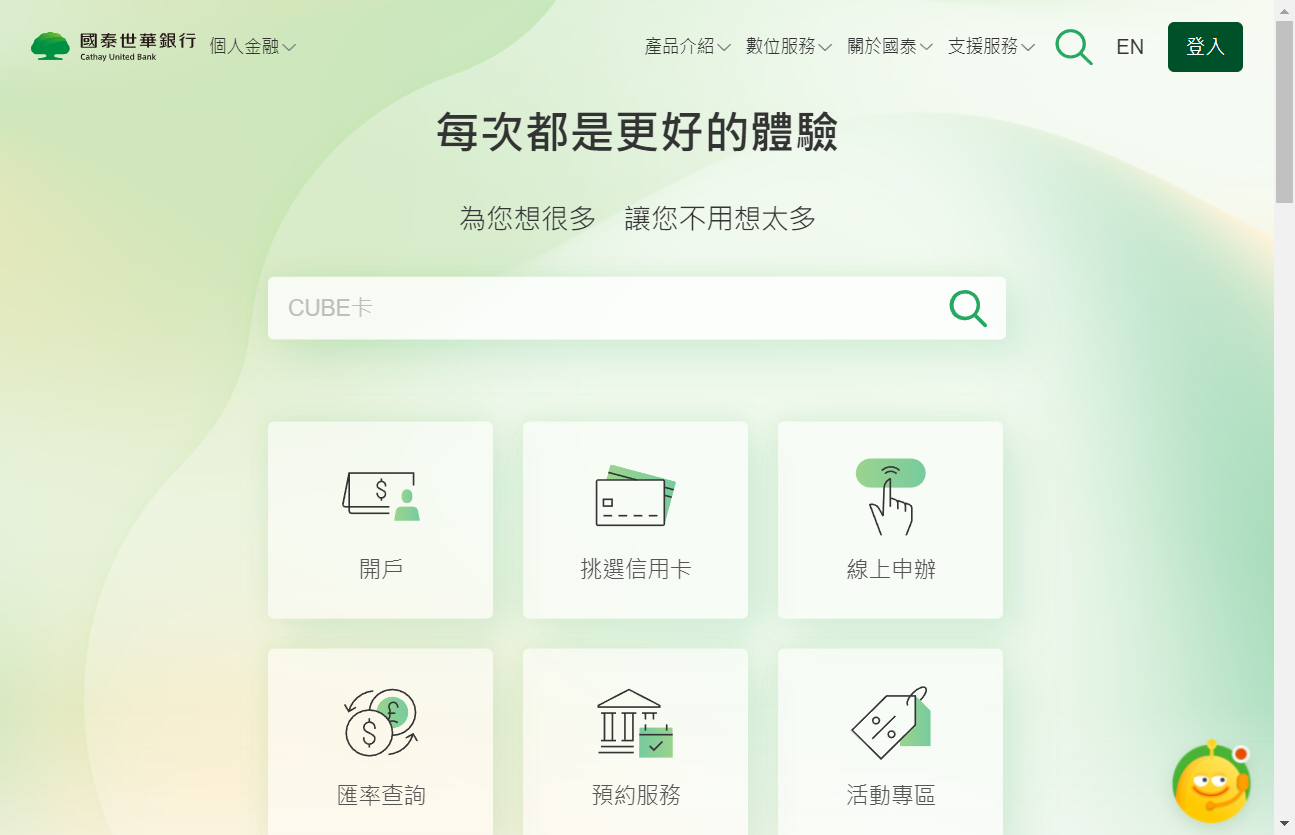 國泰世華銀行
Cathay United Bank
個人金融
產品介紹
數位服務
關於國泰
支援服務
EN
登入
每次都是更好的體驗
為您想很多 讓您不用想太多
CUBE卡
開戶
挑選信用卡
線上申辦
匯率查詢
預約服務
活動專區